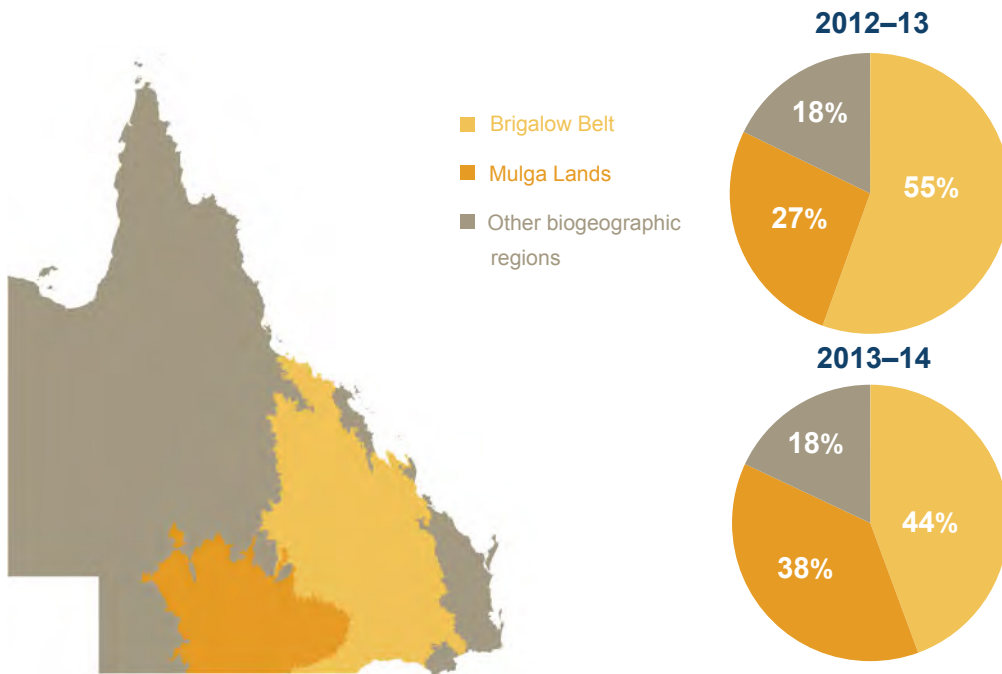 2012–13
Brigalow Belt
Mulga Lands
Other biogeographic
regions
18%
55%
27%
2013–14
18%
44%
38%